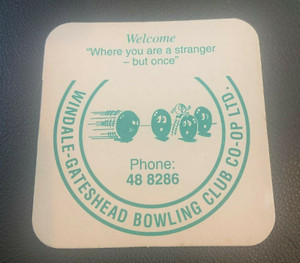 Welcome
"Where you are a stranger
– but once"
Phone:
48 8286
WINDALE-GATESHEAD BOWLING CLUB CO-OP LTD.